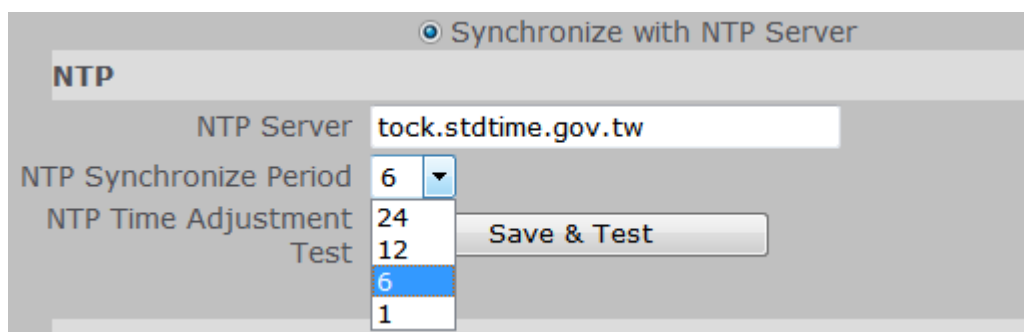 Synchronize with NTP Server
NTP
NTP Server tock.stdtime.gov.tw
NTP Synchronize Period 6
NTP Time Adjustment
Test
24
12
6
1
Save & Test